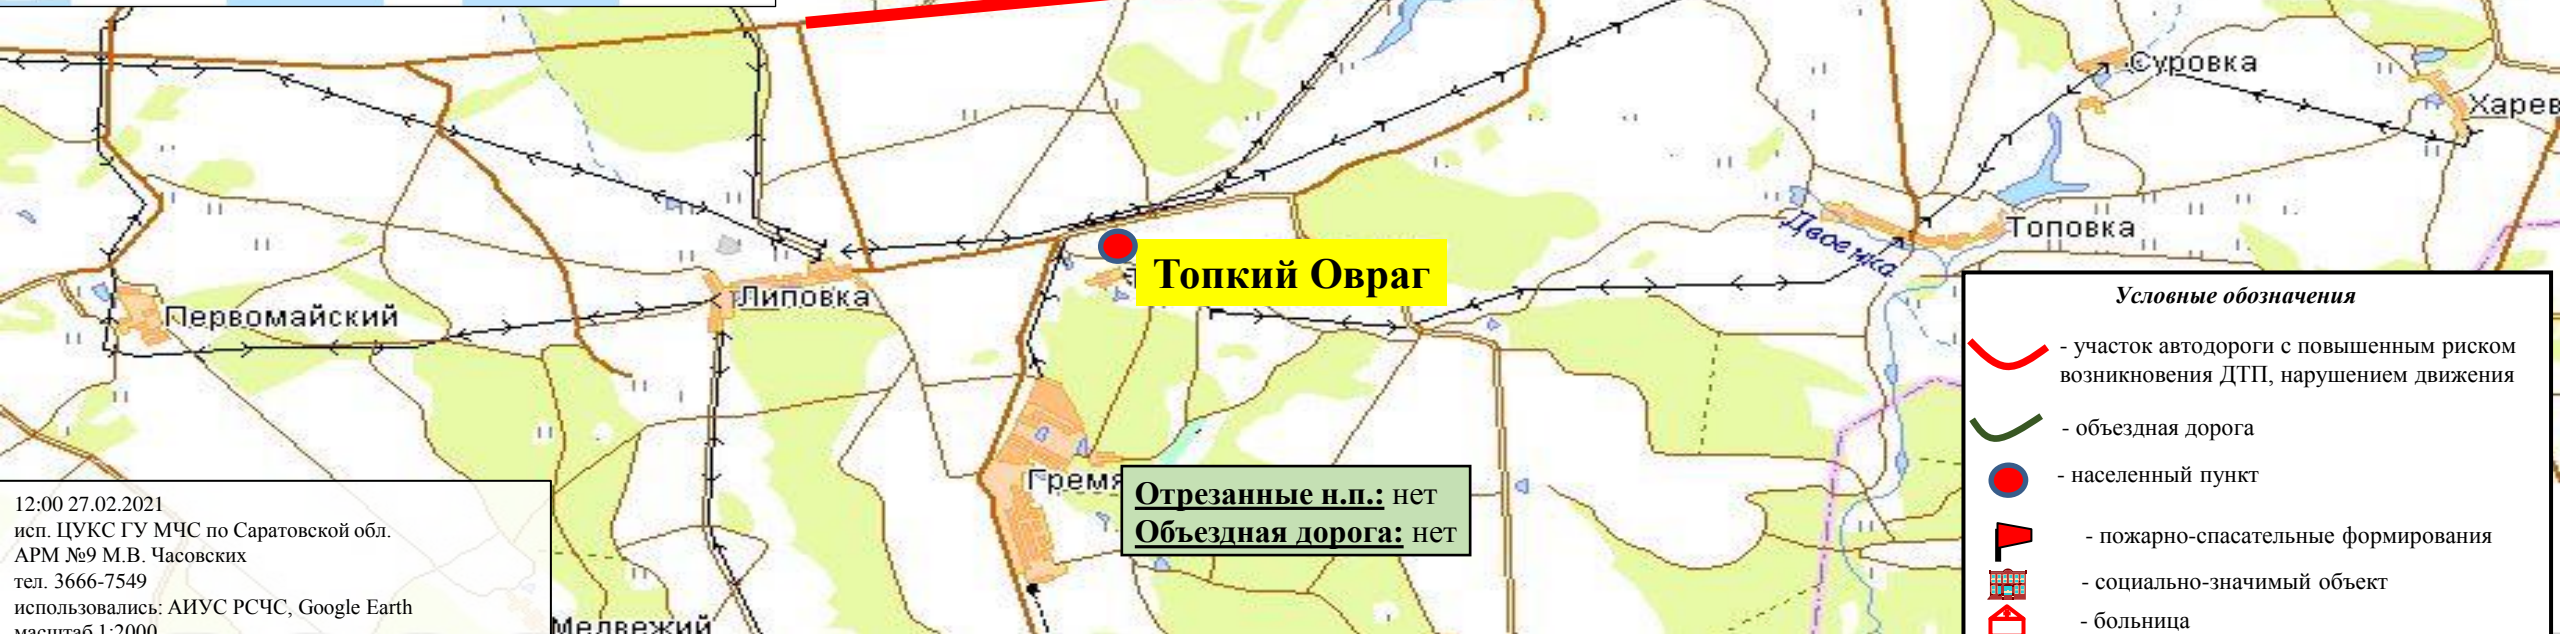 Суровка
Топовка
Двоенка
Топкий Овраг
Липовка
Первомайский
Условные обозначения
- участок автодороги с повышенным риском
возникновения ДТП, нарушением движения
- объездная дорога
- населенный пункт
- пожарно-спасательные формирования
- социально-значимый объект
- больница
Отрезанные н.п.: нет
Объездная дорога: нет
12:00 27.02.2021
исп. ЦУКС ГУ МЧС по Саратовской обл.
АРМ №9 М.В. Часовских
тел. 3666-7549
использовались: АИУС РСЧС, Google Earth
масштаб 1:2000
Медвежий